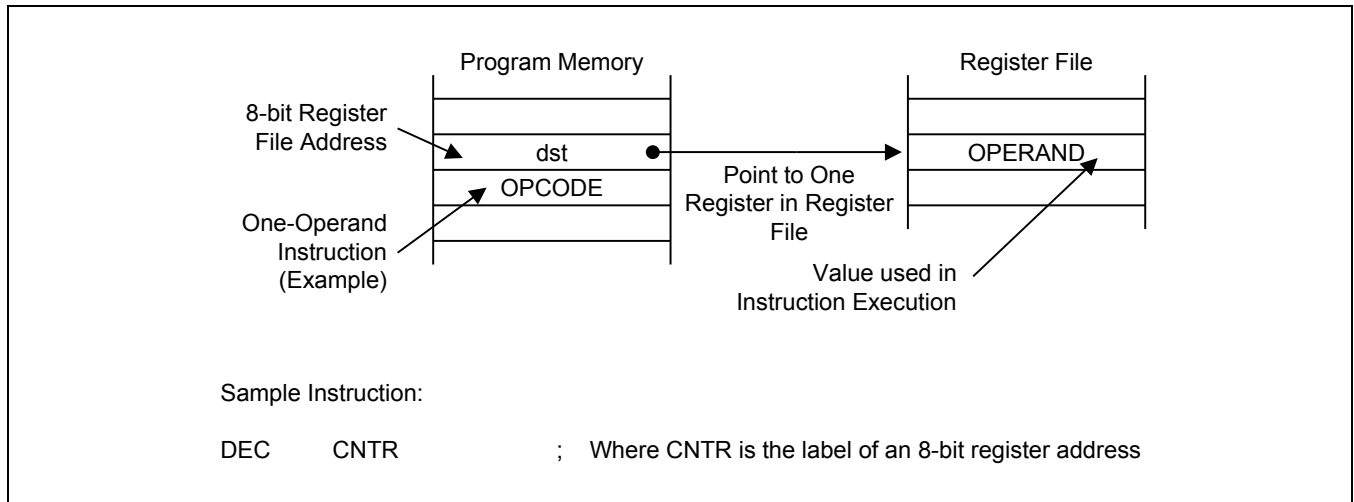 Program Memory
Register File
8-bit Register
File Address
dst
OPERAND
OPCODE
Point to One
Register in Register
File
One-Operand
Instruction
(Example)
Value used in
Instruction Execution
Sample Instruction:
DEC CNTR ; Where CNTR is the label of an 8-bit register address